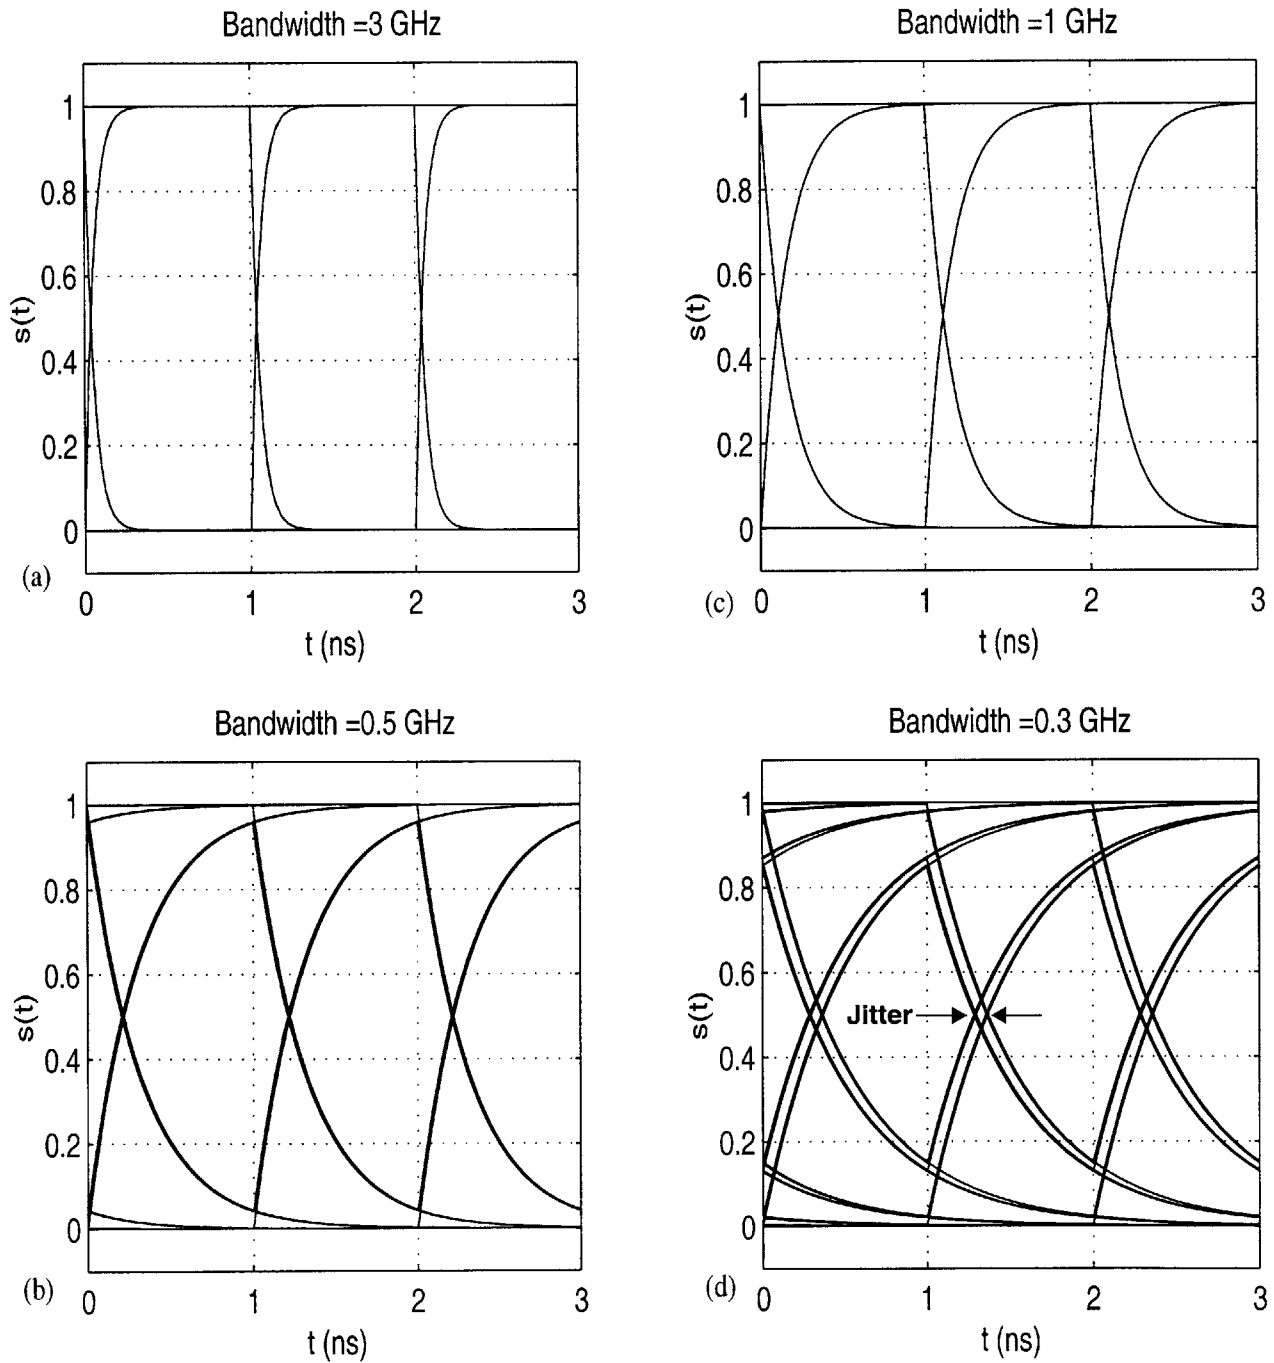 Bandwidth =3 GHz
1
0.8
0.6
0.4
0.2
0
s(t)
(a)
0 1 2 3
t (ns)
Bandwidth =1 GHz
1
0.8
0.6
0.4
0.2
0
s(t)
(c)
0 1 2 3
t (ns)
Bandwidth =0.5 GHz
1
0.8
0.6
0.4
0.2
0
s(t)
(b)
0 1 2 3
t (ns)
Bandwidth =0.3 GHz
1
0.8
0.6
0.4
0.2
0
s(t)
Jitter
(d)
0 1 2 3
t (ns)